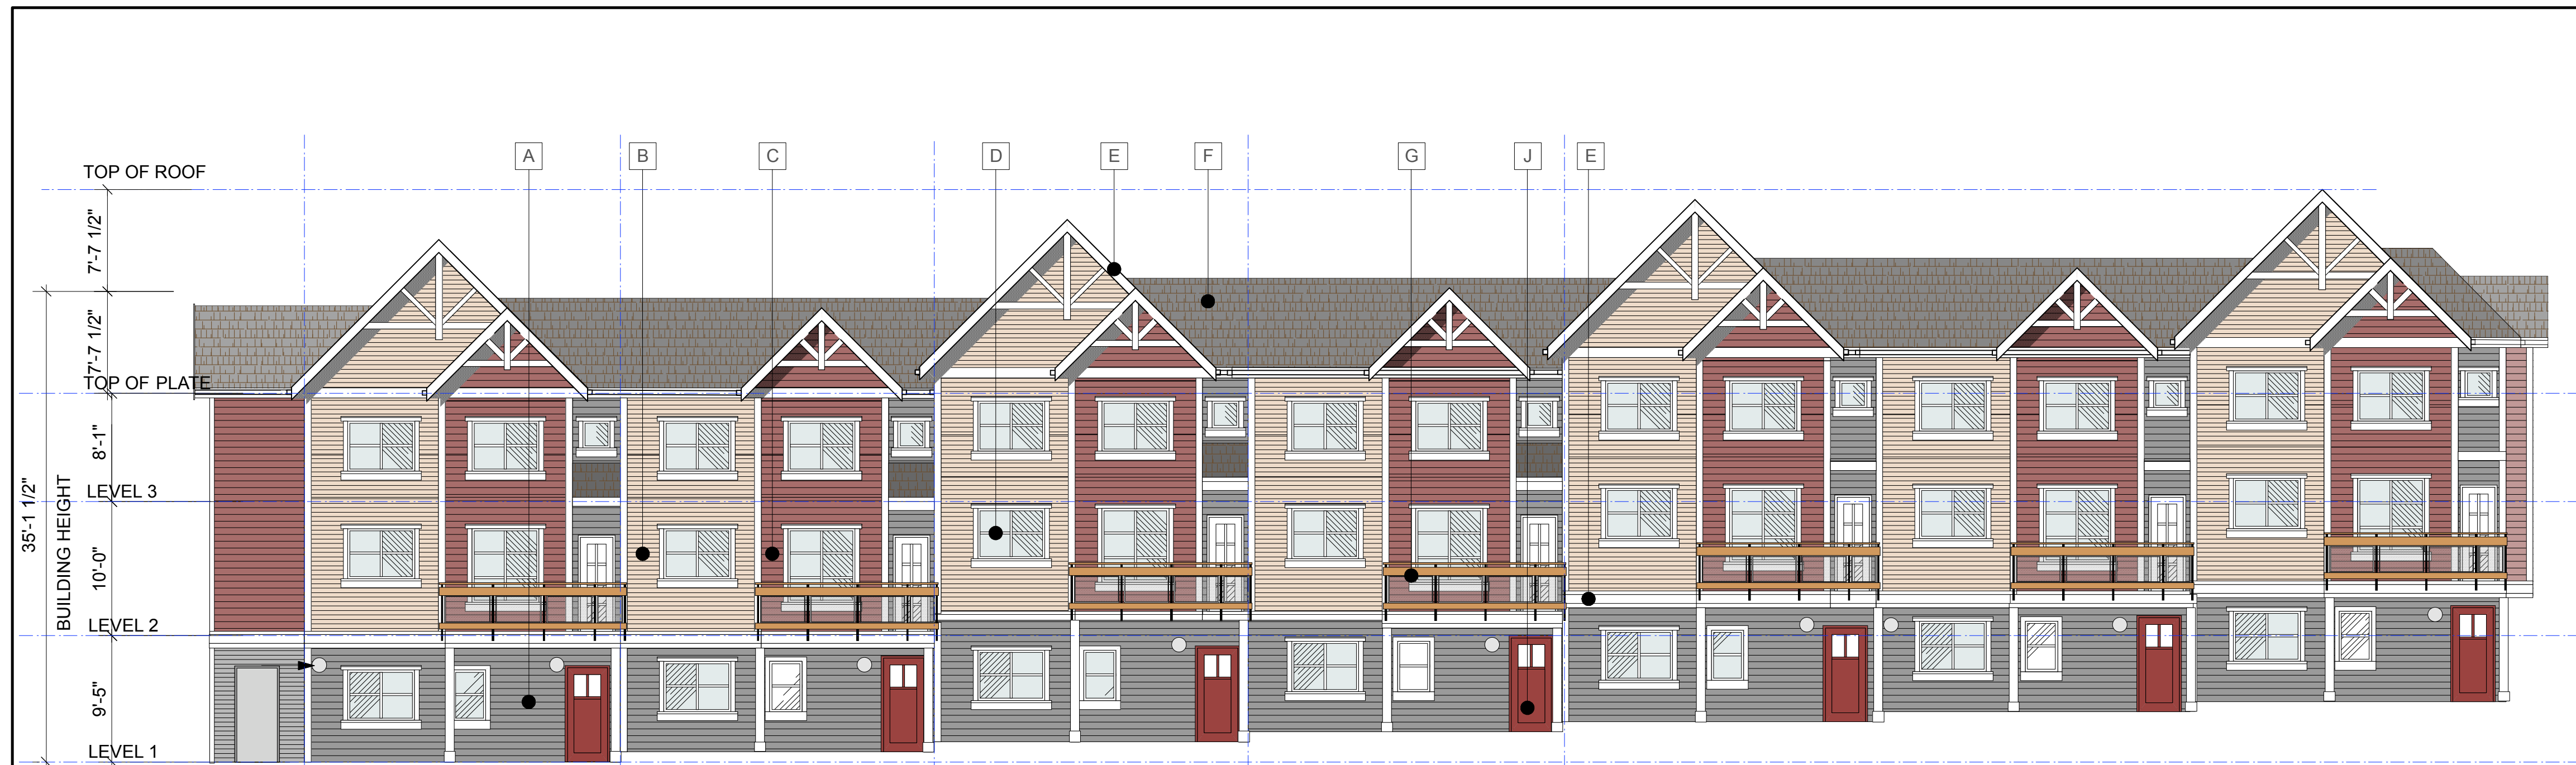 A B C D E F G J E
TOP OF ROOF
7'-7 1/2"
7'-7 1/2"
TOP OF PLATE
8'-1"
LEVEL 3
35'-1 1/2"
BUILDING HEIGHT
10'-0"
LEVEL 2
9'-5"
LEVEL 1